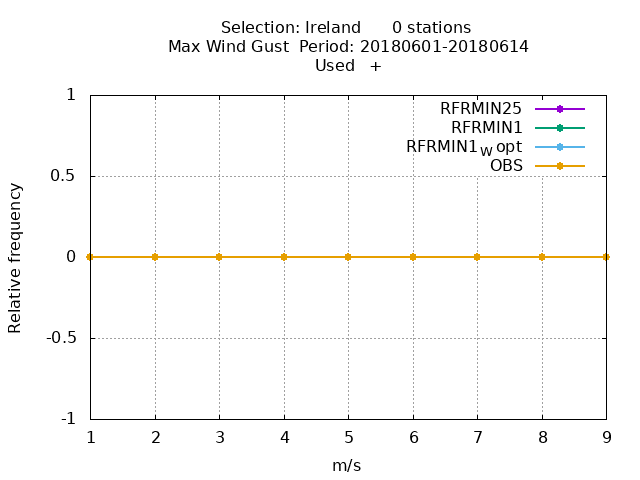 Selection: Ireland      0 stations
Max Wind Gust  Period: 20180601-20180614
Used   +
RFRMIN25
RFRMIN1
RFRMIN1_W opt
OBS
1
0.5
0
-0.5
-1
Relative frequency
1 2 3 4 5 6 7 8 9
m/s